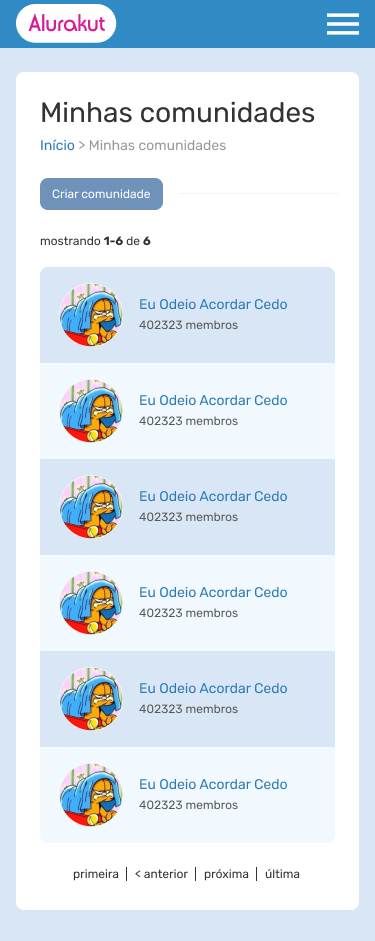 Alurakut
Minhas comunidades
Início > Minhas comunidades
Criar comunidade
mostrando 1-6 de 6
Eu Odeio Acordar Cedo
402323 membros
Eu Odeio Acordar Cedo
402323 membros
Eu Odeio Acordar Cedo
402323 membros
Eu Odeio Acordar Cedo
402323 membros
Eu Odeio Acordar Cedo
402323 membros
Eu Odeio Acordar Cedo
402323 membros
primeira | < anterior | próxima | última